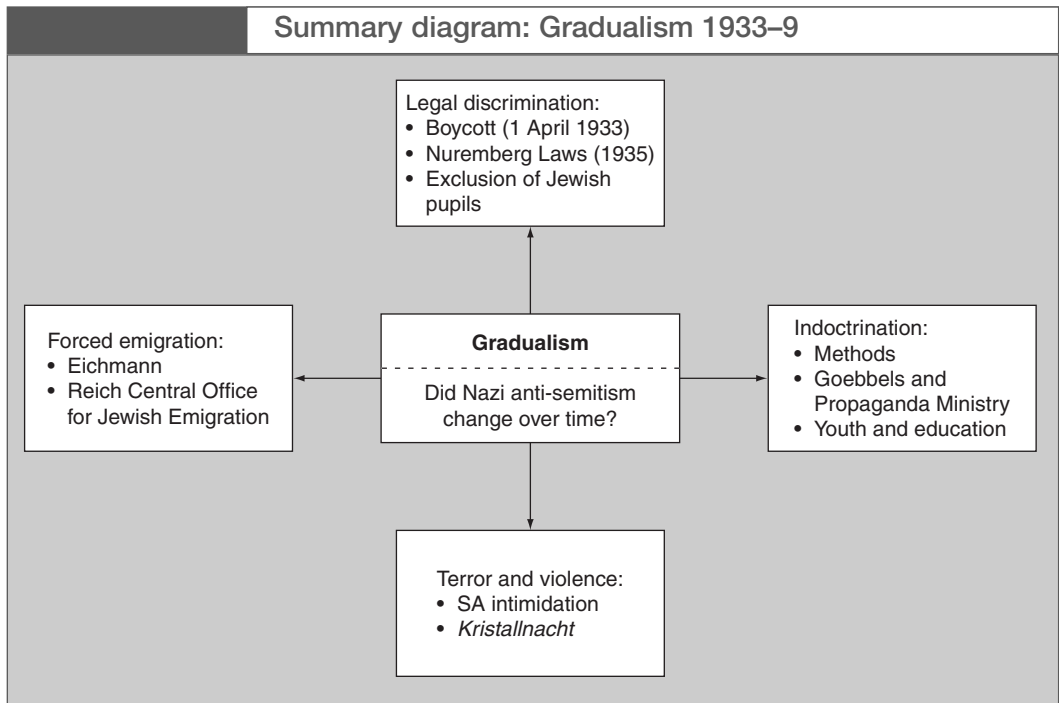 Summary diagram: Gradualism 1933–9
Legal discrimination:
• Boycott (1 April 1933)
• Nuremberg Laws (1935)
• Exclusion of Jewish
pupils
Forced emigration:
• Eichmann
• Reich Central Office
for Jewish Emigration
Gradualism
Did Nazi anti-semitism
change over time?
Indoctrination:
• Methods
• Goebbels and
Propaganda Ministry
• Youth and education
Terror and violence:
• SA intimidation
• Kristallnacht